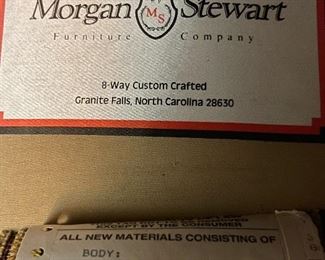 Morgan MS Stewart
Furniture Company
8-Way Custom Crafted
Granite Falls, North Carolina 28630
EXCEPT BY THE CONSUMER
ALL NEW MATERIALS CONSISTING OF
BODY: